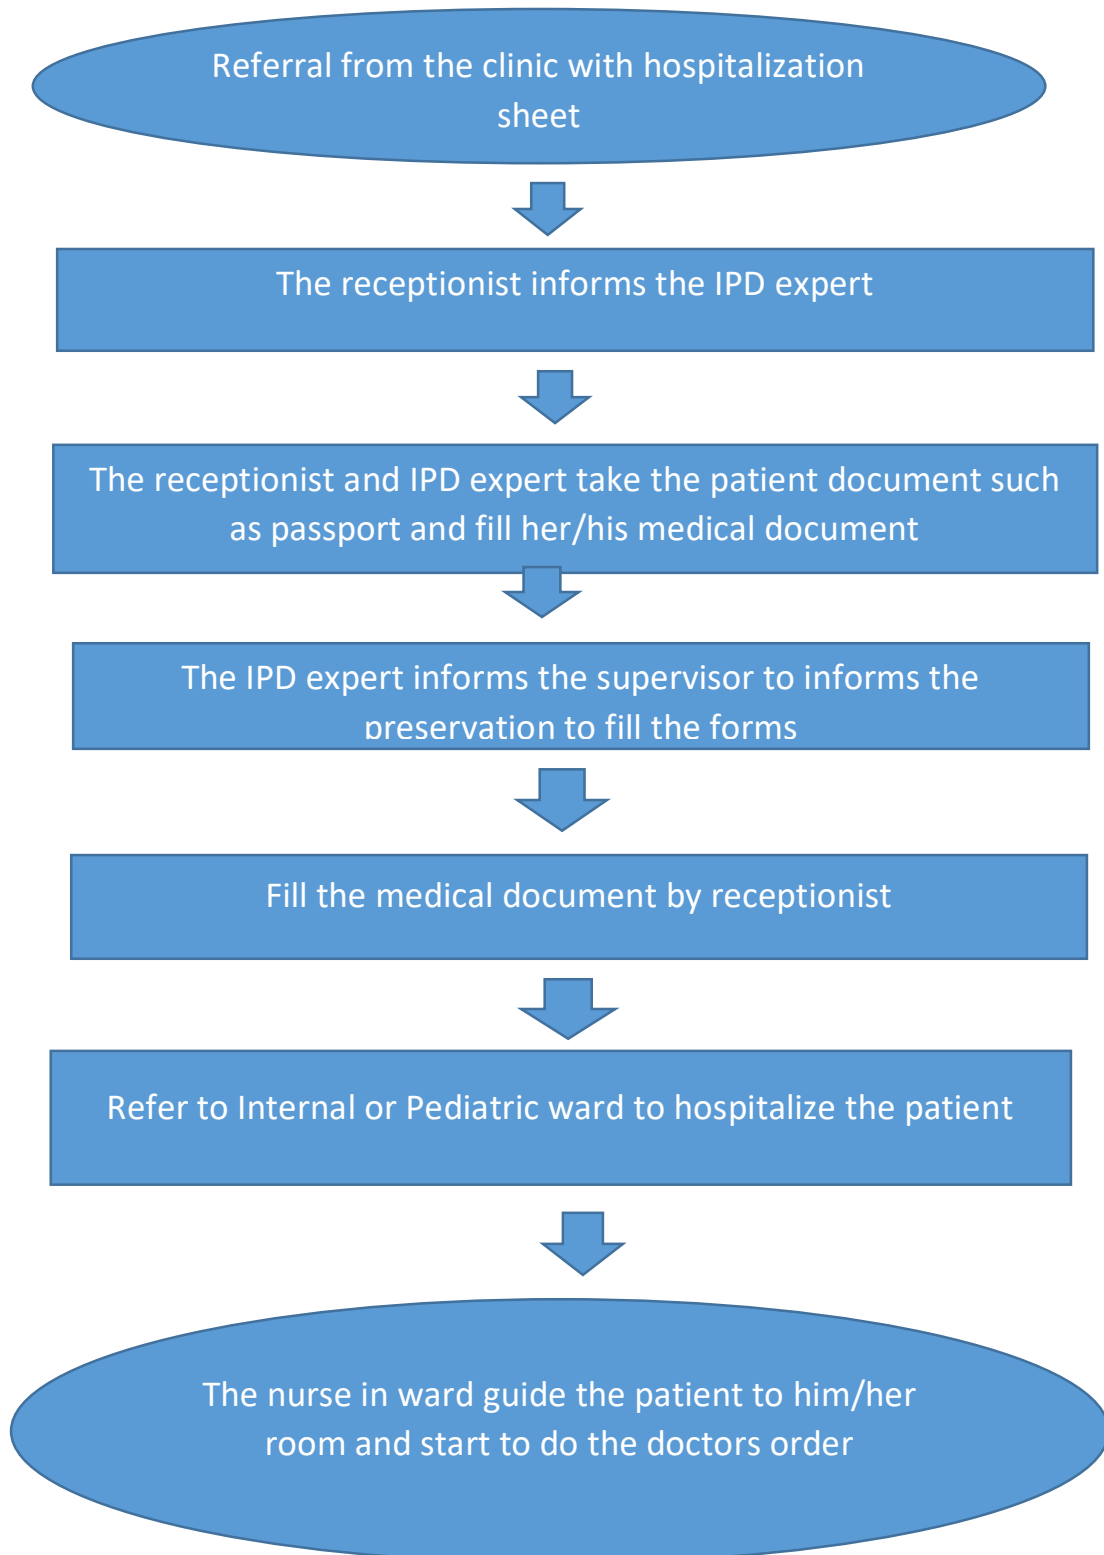 Referral from the clinic with hospitalization
sheet
The receptionist informs the IPD expert
The receptionist and IPD expert take the patient document such
as passport and fill her/his medical document
The IPD expert informs the supervisor to informs the
preservation to fill the forms
Fill the medical document by receptionist
Refer to Internal or Pediatric ward to hospitalize the patient
The nurse in ward guide the patient to him/her
room and start to do the doctors order